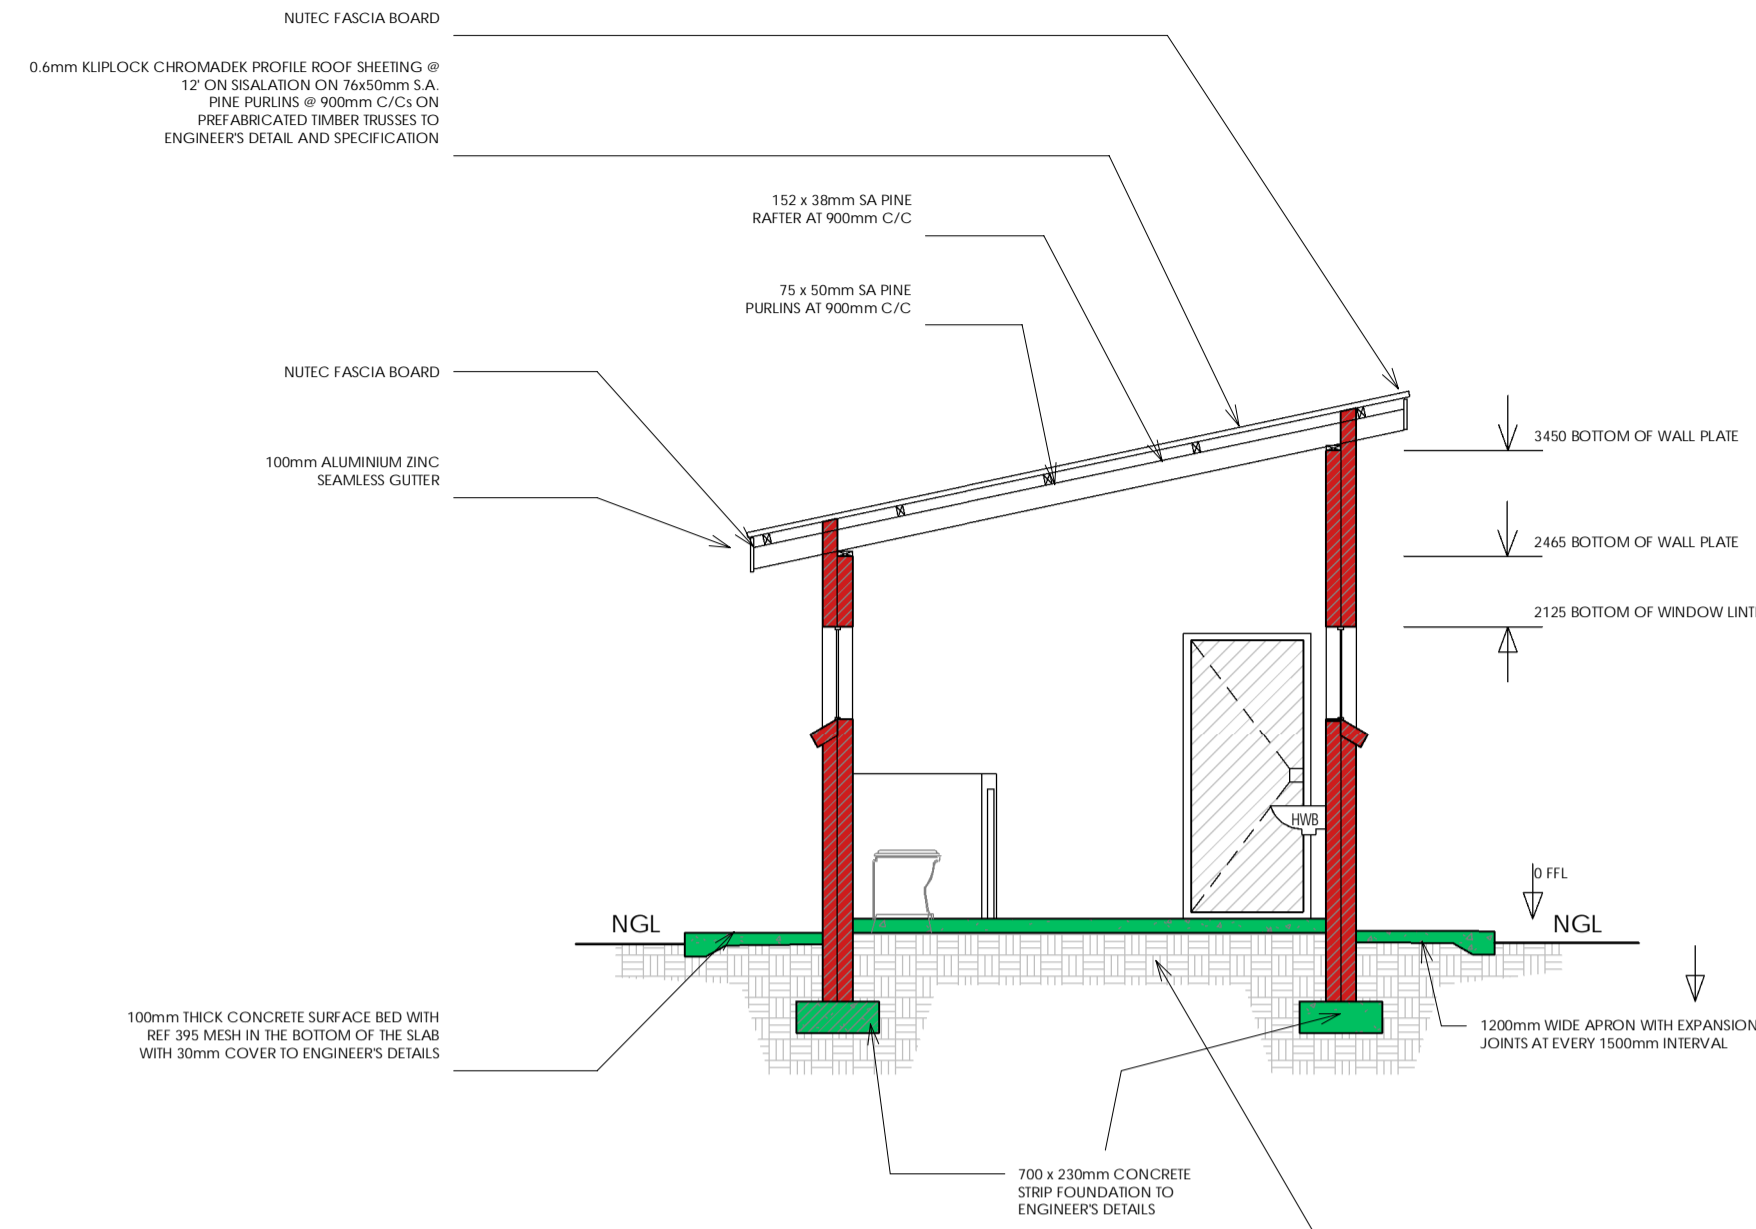 NUTEC FASCIA BOARD
0.6mm KLIPLOCK CHROMADEK PROFILE ROOF SHEETING @
12' ON SISALATION ON 76x50mm S.A.
PINE PURLINS @ 900mm C/Cs ON
PREFABRICATED TIMBER TRUSSES TO
ENGINEER'S DETAIL AND SPECIFICATION
152 x 38mm SA PINE
RAFTER AT 900mm C/C
75 x 50mm SA PINE
PURLINS AT 900mm C/C
NUTEC FASCIA BOARD
100mm ALUMINIUM ZINC
SEAMLESS GUTTER
3450 BOTTOM OF WALL PLATE
2465 BOTTOM OF WALL PLATE
2125 BOTTOM OF WINDOW
HWB
0 FFL
NGL
NGL
100mm THICK CONCRETE SURFACE BED WITH
REF 395 MESH IN THE BOTTOM OF THE SLAB
WITH 30mm COVER TO ENGINEER'S DETAILS
1200mm WIDE APRON WITH EXPANSION
JOINTS AT EVERY 1500mm INTERVAL
700 x 230mm CONCRETE
STRIP FOUNDATION TO
ENGINEER'S DETAILS